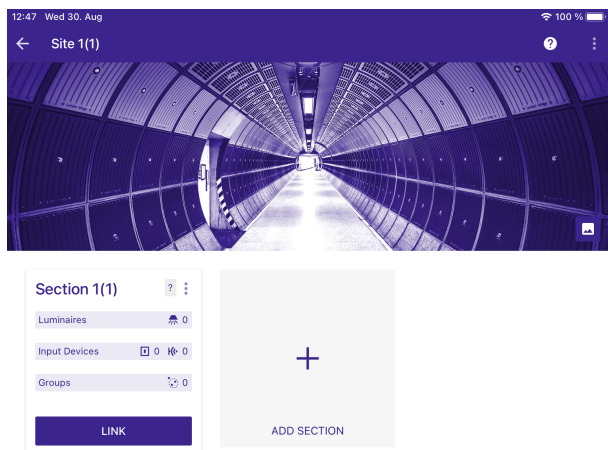 12:47 Wed 30. Aug 100 %
Site 1(1) ?
Section 1(1) ?
Luminaires 0
Input Devices 0 0
Groups 0
LINK
ADD SECTION